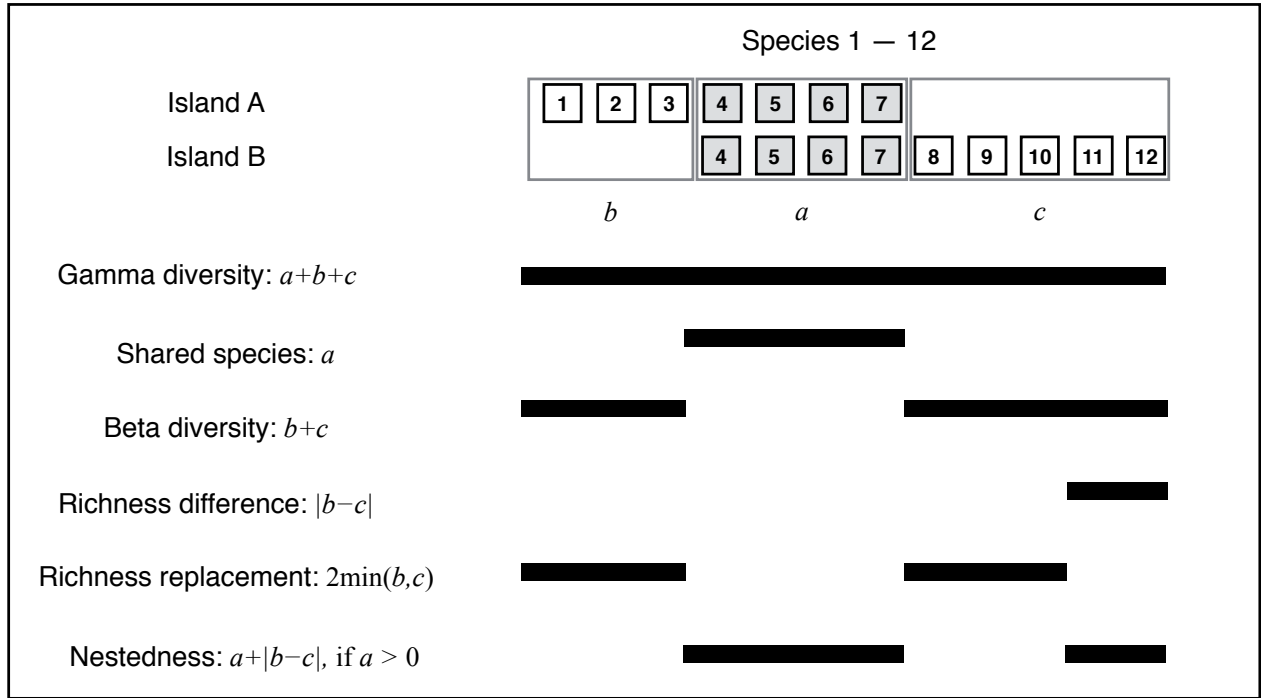 Species 1 — 12
Island A 1 2 3 4 5 6 7
Island B 4 5 6 7 8 9 10 11 12
b a c
Gamma diversity: a+b+c
Shared species: a
Beta diversity: b+c
Richness difference: |b−c|
Richness replacement: 2min(b,c)
Nestedness: a+|b−c|, if a > 0